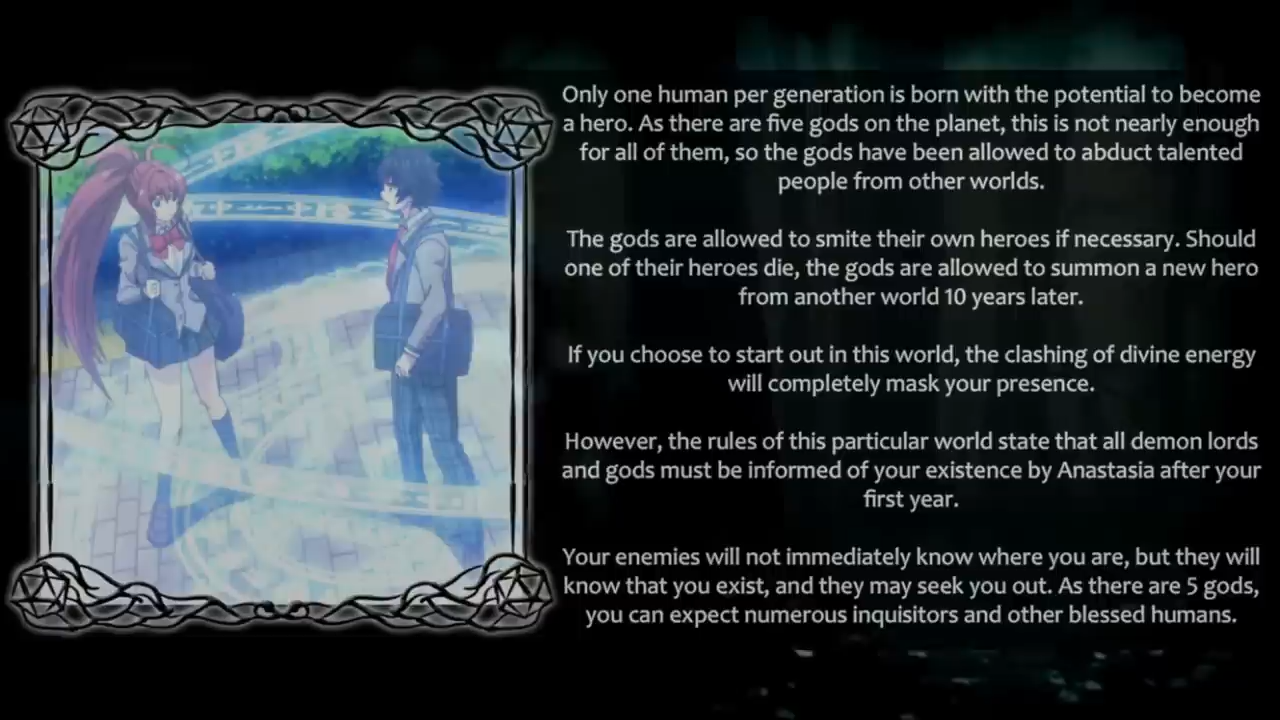 Only one human per generation is born with the potential to become
a hero. As there are five gods on the planet, this is not nearly enough
for all of them, so the gods have been allowed to abduct talented
people from other worlds.
The gods are allowed to smite their own heroes if necessary. Should
one of their heroes die, the gods are allowed to summon a new hero
from another world 10 years later.
If you choose to start out in this world, the clashing of divine energy
will completely mask your presence.
However, the rules of this particular world state that all demon lords
and gods must be informed of your existence by Anastasia after your
first year.
Your enemies will not immediately know where you are, but they will
know that you exist, and they may seek you out. As there are 5 gods,
you can expect numerous inquisitors and other blessed humans.